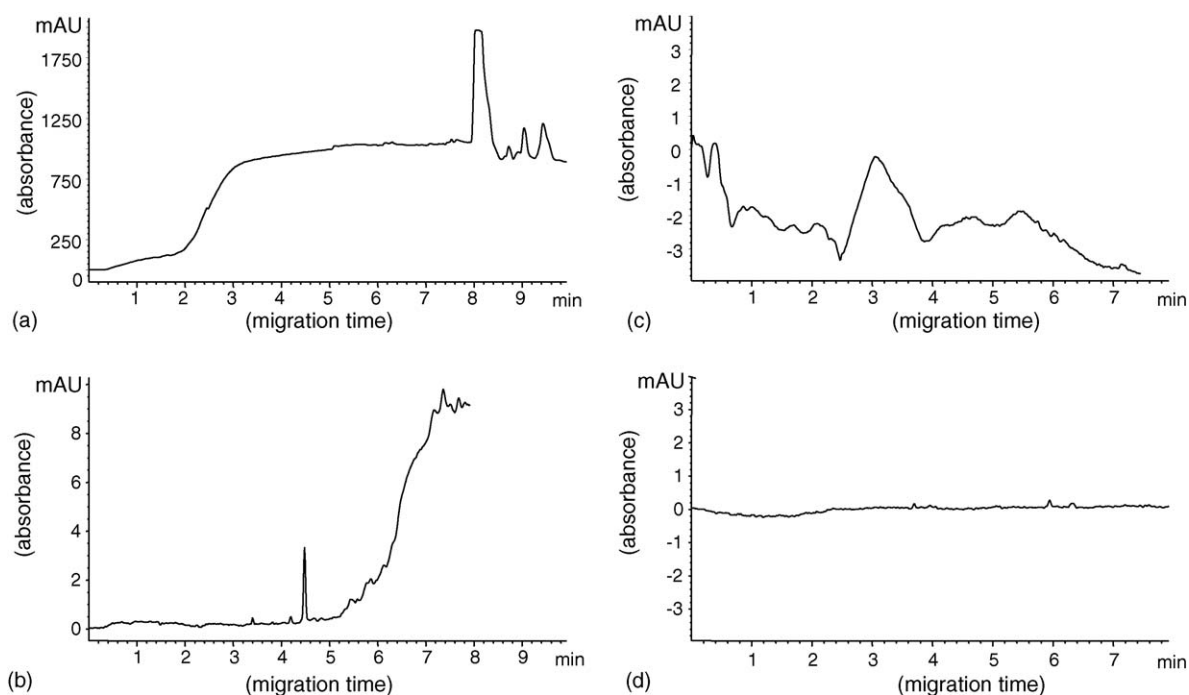 mAU
1750
1250
750
250
0
(absorbance)
1 2 3 4 5 6 7 8 9 min
(migration time)
(a)
mAU
3
2
1
0
-1
-2
-3
(absorbance)
1 2 3 4 5 6 7 min
(migration time)
(c)
mAU
8
6
4
2
0
(absorbance)
1 2 3 4 5 6 7 8 9 min
(migration time)
(b)
mAU
3
2
1
0
-1
-2
-3
(absorbance)
1 2 3 4 5 6 7 min
(migration time)
(d)